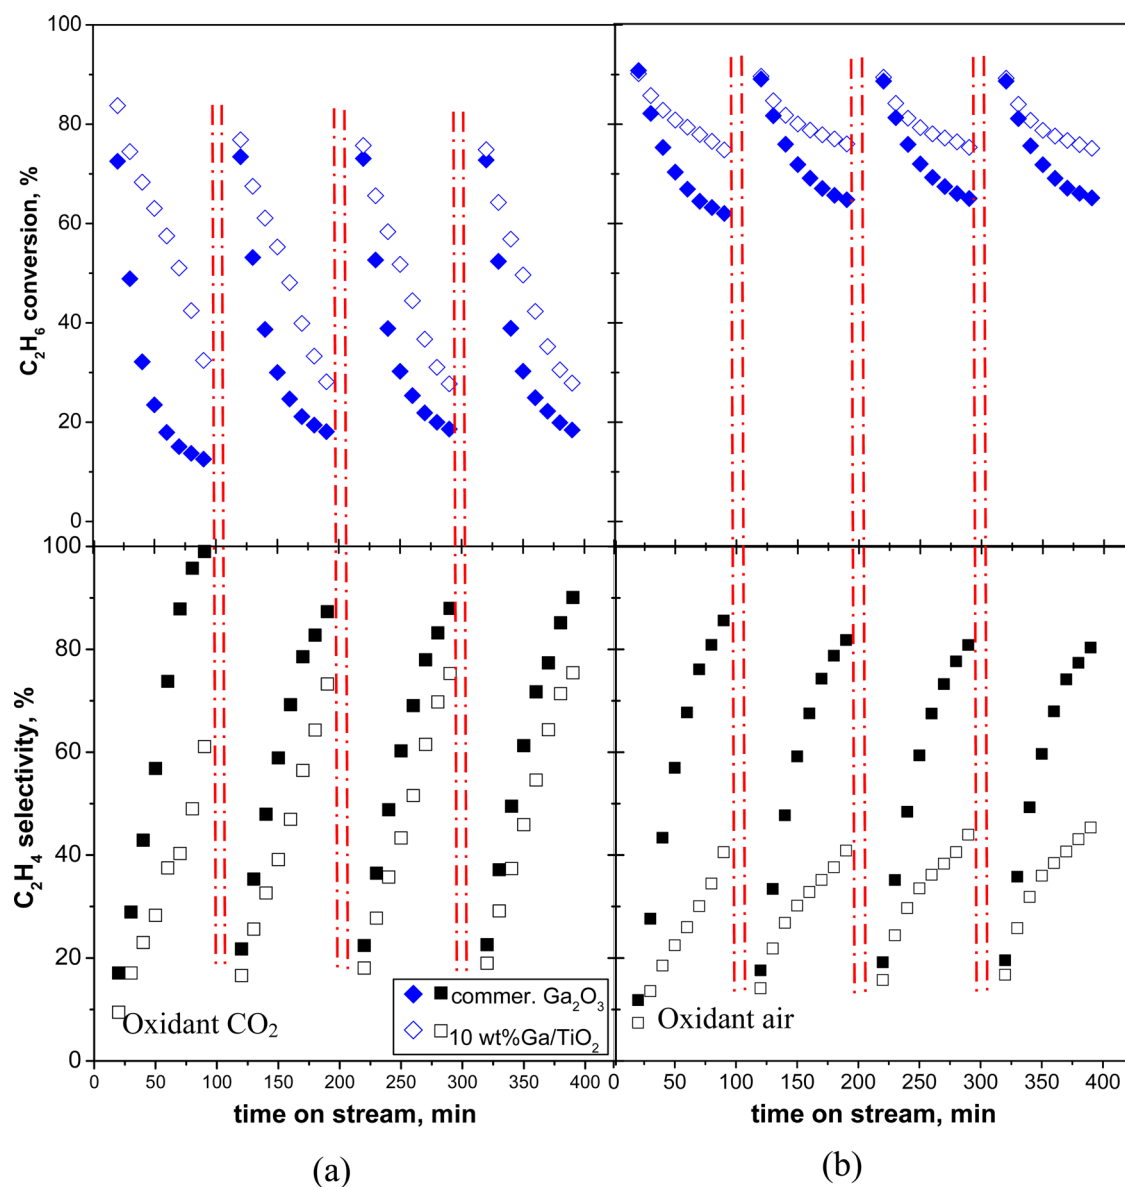 C₂H₆ conversion, %
100
80
60
40
20
0
C₂H₄ selectivity, %
100
80
60
40
20
0
Oxidant CO₂
commer. Ga₂O₃
10 wt%Ga/TiO₂
Oxidant air
0 50 100 150 200 250 300 350 400
0 50 100 150 200 250 300 350 400
time on stream, min
time on stream, min
(a)
(b)